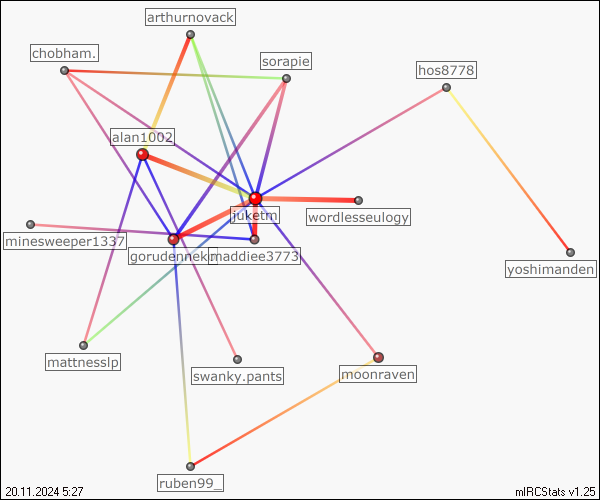 arthurnovack
chobham.
sorapie
hos8778
alan1002
juketm
wordlesseulogy
minesweeper1337
maddiee3773
yoshimanden
mattnesslp
swanky.pants
moonraven
ruben99_
20.11.2024 5:27
mIRCStats v1.25